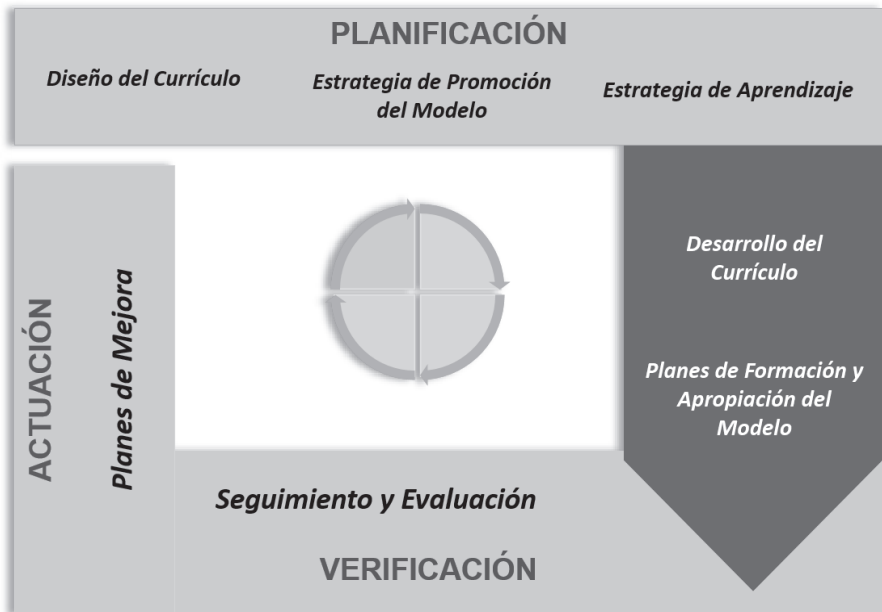 PLANIFICACIÓN
Diseño del Currículo
Estrategia de Promoción
del Modelo
Estrategia de Aprendizaje
Desarrollo del
Currículo
Planes de Formación y
Apropiación del
Modelo
Seguimiento y Evaluación
VERIFICACIÓN
ACTUACIÓN
Planes de Mejora